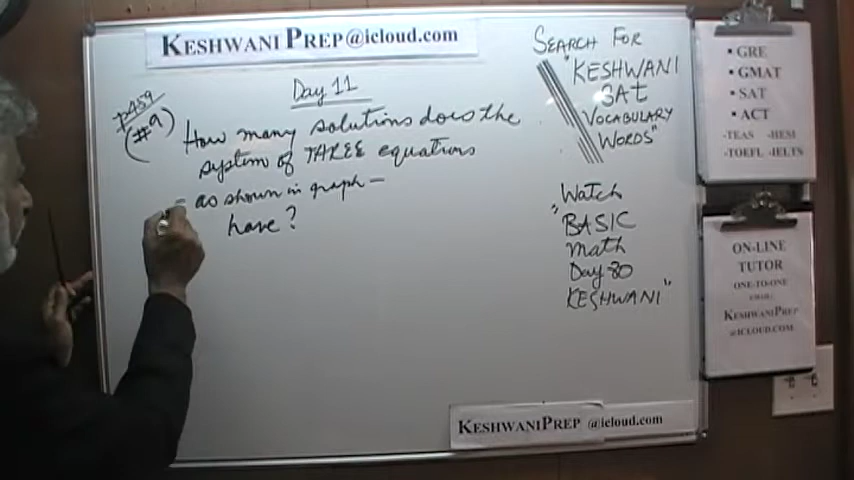 KESHWANI PREP@icloud.com
Day 11
p459
(#9)
How many solutions does the
system of THREE equations
- as shown in graph -
have?
SEARCH FOR
"KESHWANI
SAT
VOCABULARY
WORDS"
Watch
"BASIC
math
Day 80
KESHWANI"
• GRE
• GMAT
• SAT
• ACT
-TEAS -HESI
-TOEFL -IELTS
ON-LINE
TUTOR
ONE-TO-ONE
KESHWANIPREP
@ICLOUD.COM
KESHWANIPREP @icloud.com